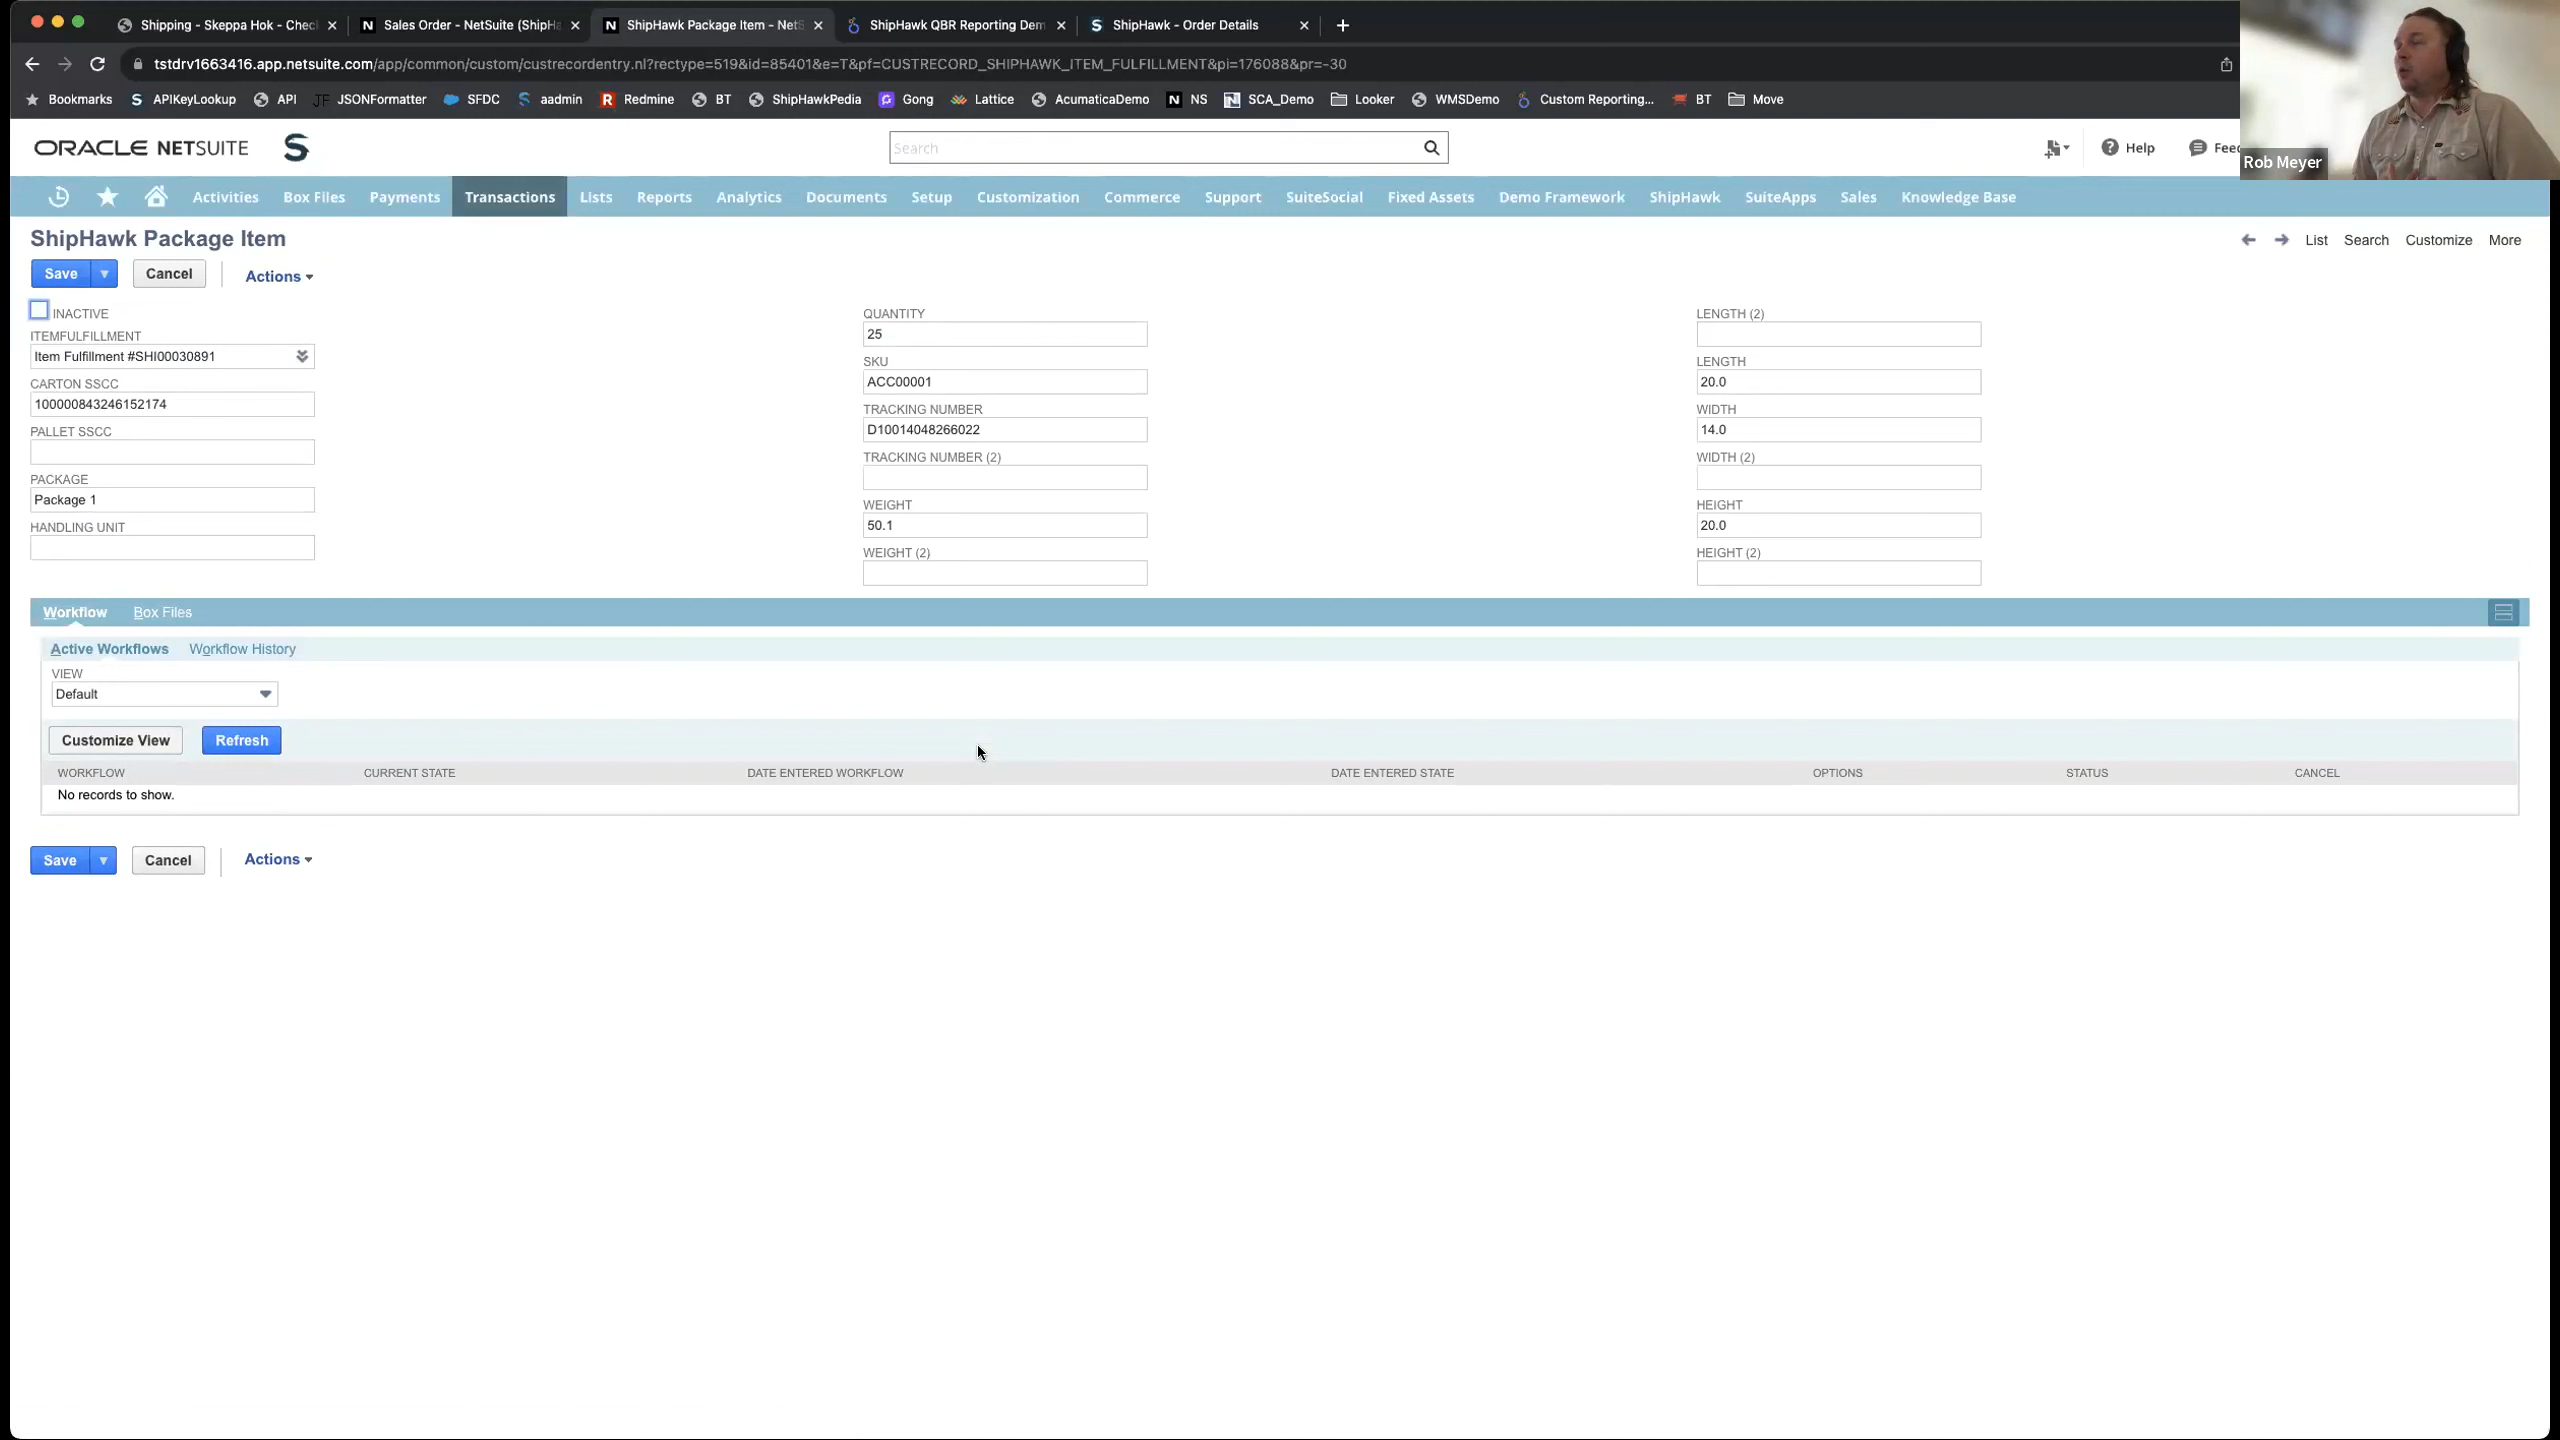 Shipping - Skeppa Hok - Chec
Sales Order - NetSuite (ShipHa
ShipHawk Package Item - NetS
ShipHawk QBR Reporting Dem
ShipHawk - Order Details
tstdrv1663416.app.netsuite.com/app/common/custom/custrecordentry.nl?rectype=519&id=85401&e=T&pf=CUSTRECORD_SHIPHAWK_ITEM_FULFILLMENT&pi=176088&pr=-30
Bookmarks APIKeyLookup API JSONFormatter SFDC aadmin Redmine BT ShipHawkPedia Gong Lattice AcumaticaDemo NS SCA_Demo Looker WMSDemo Custom Reporting... BT Move
ORACLE NETSUITE
Search
Help
Feed
Rob Meyer
Activities Box Files Payments Transactions Lists Reports Analytics Documents Setup Customization Commerce Support SuiteSocial Fixed Assets Demo Framework ShipHawk SuiteApps Sales Knowledge Base
ShipHawk Package Item
List Search Customize More
Save Cancel Actions
INACTIVE
ITEMFULFILLMENT
Item Fulfillment #SHI00030891
CARTON SSCC
100000843246152174
PALLET SSCC
PACKAGE
Package 1
HANDLING UNIT
QUANTITY
25
SKU
ACC00001
TRACKING NUMBER
D10014048266022
TRACKING NUMBER (2)
WEIGHT
50.1
WEIGHT (2)
LENGTH (2)
LENGTH
20.0
WIDTH
14.0
WIDTH (2)
HEIGHT
20.0
HEIGHT (2)
Workflow Box Files
Active Workflows Workflow History
VIEW
Default
Customize View Refresh
WORKFLOW CURRENT STATE DATE ENTERED WORKFLOW DATE ENTERED STATE OPTIONS STATUS CANCEL
No records to show.
Save Cancel Actions